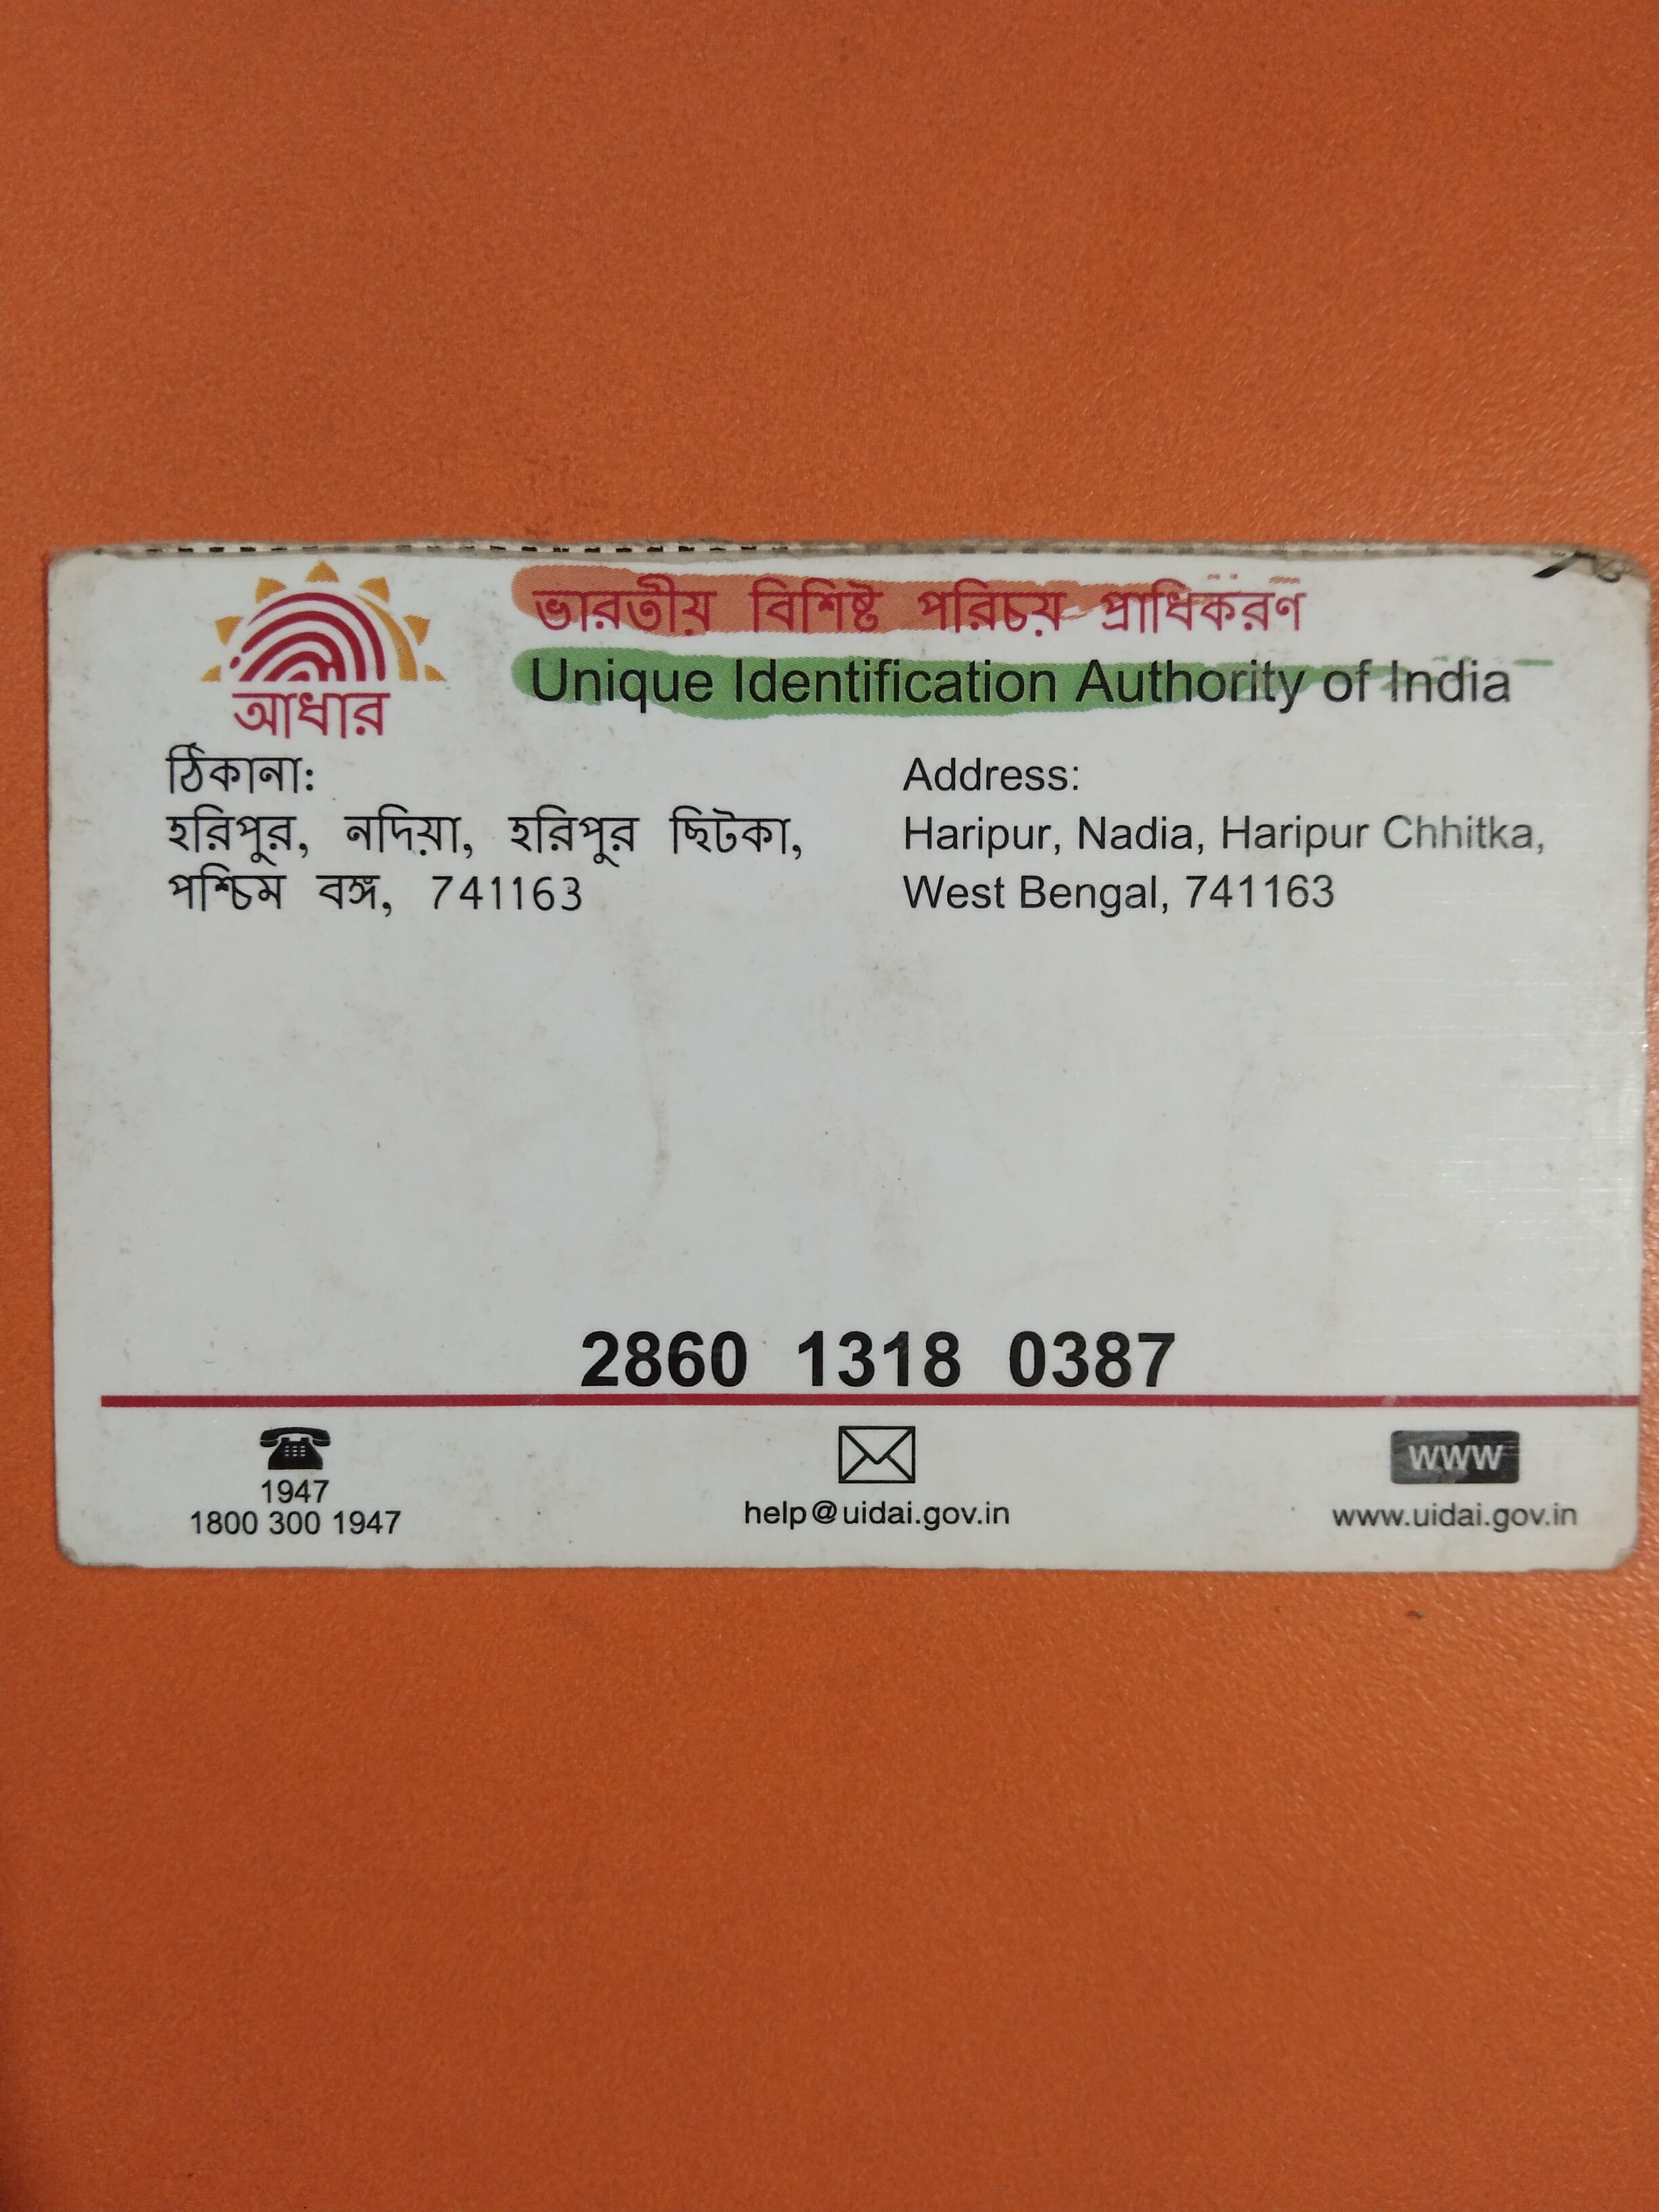 ভারতীয় বিশিষ্ট পরিচয় প্রাধিকরণ
Unique Identification Authority of India
আধার
ঠিকানা:
হরিপুর, নদিয়া, হরিপুর ছিটকা,
পশ্চিম বঙ্গ, 741163
Address:
Haripur, Nadia, Haripur Chhitka,
West Bengal, 741163
2860 1318 0387
1947
1800 300 1947
help@uidai.gov.in
www
www.uidai.gov.in